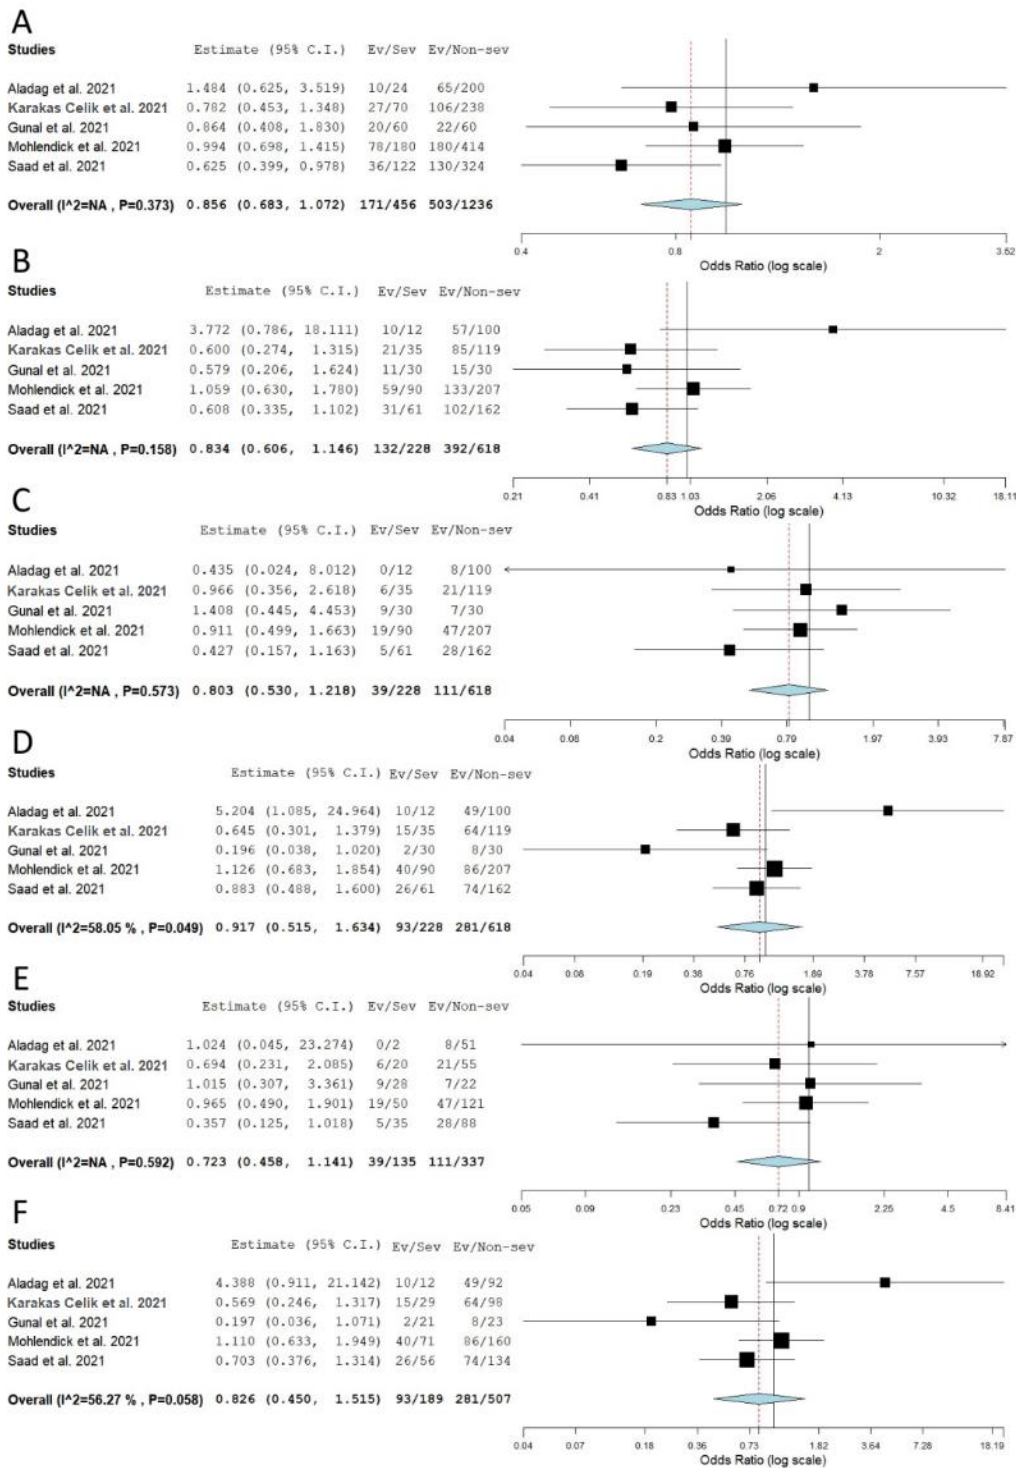 A
Studies Estimate (95% C.I.) Ev/Sev Ev/Non-sev
Aladag et al. 2021 1.484 (0.625, 3.519) 10/24 65/200
Karakas Celik et al. 2021 0.782 (0.453, 1.348) 27/70 106/238
Gunal et al. 2021 0.864 (0.408, 1.830) 20/60 22/60
Mohlendick et al. 2021 0.994 (0.698, 1.415) 78/180 180/414
Saad et al. 2021 0.625 (0.399, 0.978) 36/122 130/324
Overall (I^2=NA , P=0.373) 0.856 (0.683, 1.072) 171/456 503/1236
0.4 0.8 2 3.52
Odds Ratio (log scale)
B
Studies Estimate (95% C.I.) Ev/Sev Ev/Non-sev
Aladag et al. 2021 3.772 (0.786, 18.111) 10/12 57/100
Karakas Celik et al. 2021 0.600 (0.274, 1.315) 21/35 85/119
Gunal et al. 2021 0.579 (0.206, 1.624) 11/30 15/30
Mohlendick et al. 2021 1.059 (0.630, 1.780) 59/90 133/207
Saad et al. 2021 0.608 (0.335, 1.102) 31/61 102/162
Overall (I^2=NA , P=0.158) 0.834 (0.606, 1.146) 132/228 392/618
0.21 0.41 0.83 1.03 2.06 4.13 10.32 18.11
Odds Ratio (log scale)
C
Studies Estimate (95% C.I.) Ev/Sev Ev/Non-sev
Aladag et al. 2021 0.435 (0.024, 8.012) 0/12 8/100
Karakas Celik et al. 2021 0.966 (0.356, 2.618) 6/35 21/119
Gunal et al. 2021 1.408 (0.445, 4.453) 9/30 7/30
Mohlendick et al. 2021 0.911 (0.499, 1.663) 19/90 47/207
Saad et al. 2021 0.427 (0.157, 1.163) 5/61 28/162
Overall (I^2=NA , P=0.573) 0.803 (0.530, 1.218) 39/228 111/618
0.04 0.08 0.2 0.39 0.79 1.97 3.93 7.87
Odds Ratio (log scale)
D
Studies Estimate (95% C.I.) Ev/Sev Ev/Non-sev
Aladag et al. 2021 5.204 (1.085, 24.964) 10/12 49/100
Karakas Celik et al. 2021 0.645 (0.301, 1.379) 15/35 64/119
Gunal et al. 2021 0.196 (0.038, 1.020) 2/30 8/30
Mohlendick et al. 2021 1.126 (0.683, 1.854) 40/90 86/207
Saad et al. 2021 0.883 (0.488, 1.600) 26/61 74/162
Overall (I^2=58.05 % , P=0.049) 0.917 (0.515, 1.634) 93/228 281/618
0.04 0.08 0.19 0.38 0.76 1.89 3.78 7.57 18.92
Odds Ratio (log scale)
E
Studies Estimate (95% C.I.) Ev/Sev Ev/Non-sev
Aladag et al. 2021 1.024 (0.045, 23.274) 0/2 8/51
Karakas Celik et al. 2021 0.694 (0.231, 2.085) 6/20 21/55
Gunal et al. 2021 1.015 (0.307, 3.361) 9/28 7/22
Mohlendick et al. 2021 0.965 (0.490, 1.901) 19/50 47/121
Saad et al. 2021 0.357 (0.125, 1.018) 5/35 28/88
Overall (I^2=NA , P=0.592) 0.723 (0.458, 1.141) 39/135 111/337
0.05 0.09 0.23 0.45 0.72 0.9 2.25 4.5 8.41
Odds Ratio (log scale)
F
Studies Estimate (95% C.I.) Ev/Sev Ev/Non-sev
Aladag et al. 2021 4.388 (0.911, 21.142) 10/12 49/92
Karakas Celik et al. 2021 0.569 (0.246, 1.317) 15/29 64/98
Gunal et al. 2021 0.197 (0.036, 1.071) 2/21 8/23
Mohlendick et al. 2021 1.110 (0.633, 1.949) 40/71 86/160
Saad et al. 2021 0.703 (0.376, 1.314) 26/56 74/134
Overall (I^2=56.27 % , P=0.058) 0.826 (0.450, 1.515) 93/189 281/507
0.04 0.07 0.18 0.36 0.73 1.82 3.64 7.28 18.19
Odds Ratio (log scale)